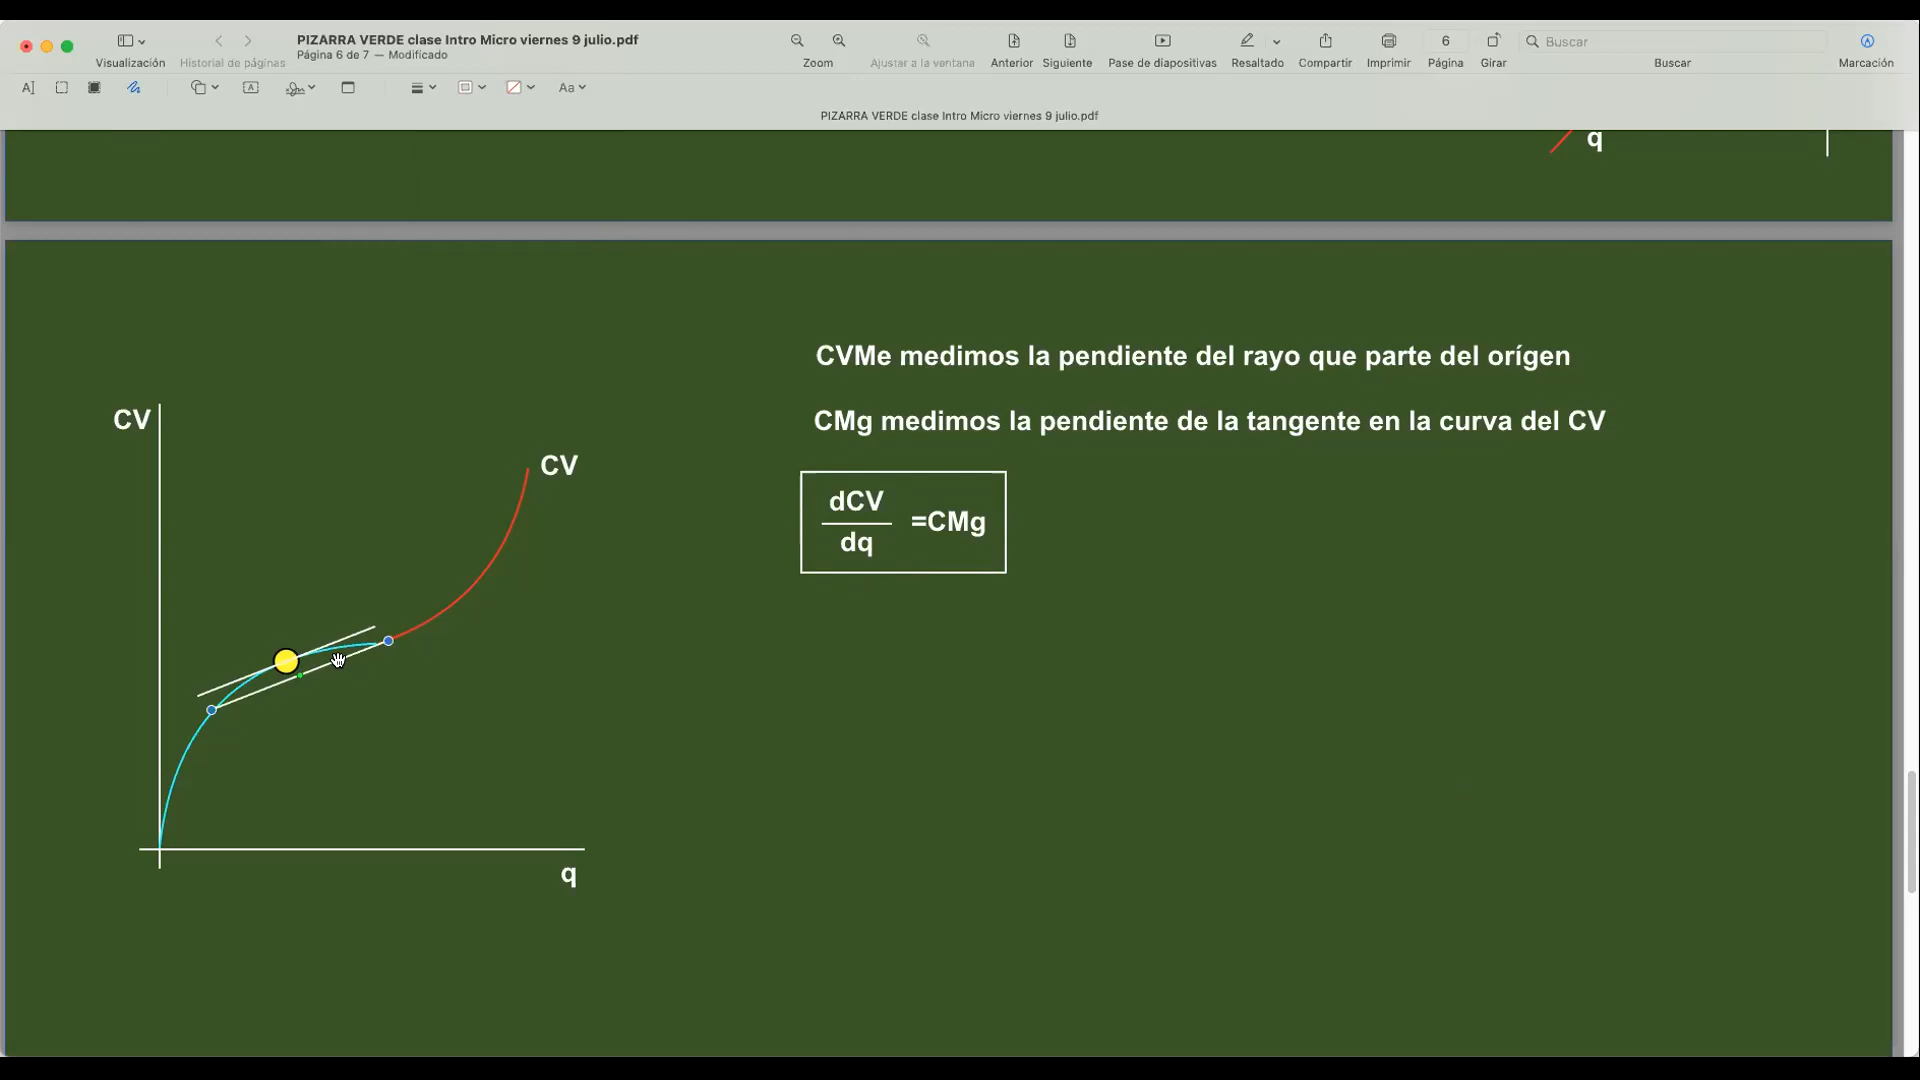 PIZARRA VERDE clase Intro Micro viernes 9 julio.pdf
Página 6 de 7 — Modificado
Visualización
Historial de páginas
Zoom
Ajustar a la ventana
Anterior
Siguiente
Pase de diapositivas
Resaltado
Compartir
Imprimir
6
Página
Girar
Buscar
Buscar
Marcación
Aa
PIZARRA VERDE clase Intro Micro viernes 9 julio.pdf
q
CVMe medimos la pendiente del rayo que parte del orígen
CMg medimos la pendiente de la tangente en la curva del CV
CV
CV
dCV
=CMg
dq
q